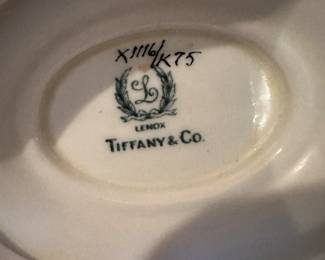 X1116/K75
L
LENOX
TIFFANY & CO.